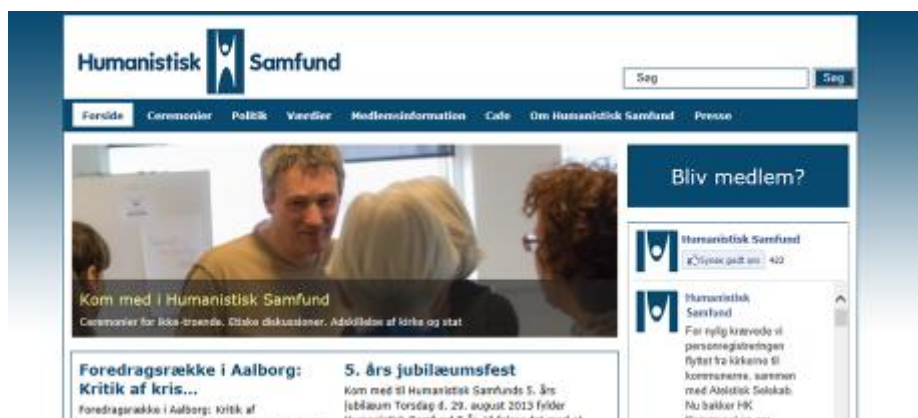 Humanistisk Samfund
Søg Søg
Forside Ceremonier Politik Værdier Medlemsinformation Cafe Om Humanistisk Samfund Presse
Kom med i Humanistisk Samfund
Ceremonier for ikke-troende. Etiske diskussioner. Adskillelse af kirke og stat
Foredragsrække i Aalborg:
Kritik af kris...
Foredragsrække i Aalborg: Kritik af
5. års jubilæumsfest
Kom med til Humanistisk Samfunds 5. års
jubilæum Torsdag d. 29. august 2013 fylder
Bliv medlem?
Humanistisk Samfund
Synes godt om 422
Humanistisk
Samfund
For nylig krævede vi
personregistreringen
flyttet fra kirkerne til
kommunerne, sammen
med Ateistisk Selskab.
Nu bakker HK